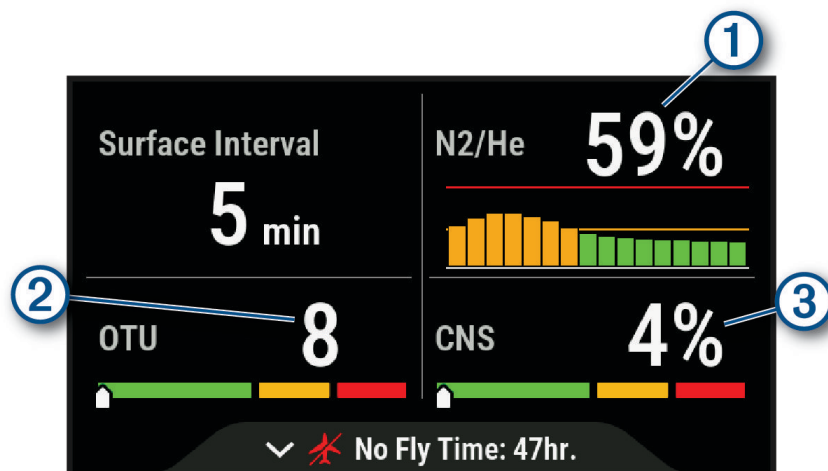 1
Surface Interval
5 min
N2/He 59%
2
OTU 8
3
CNS 4%
No Fly Time: 47hr.